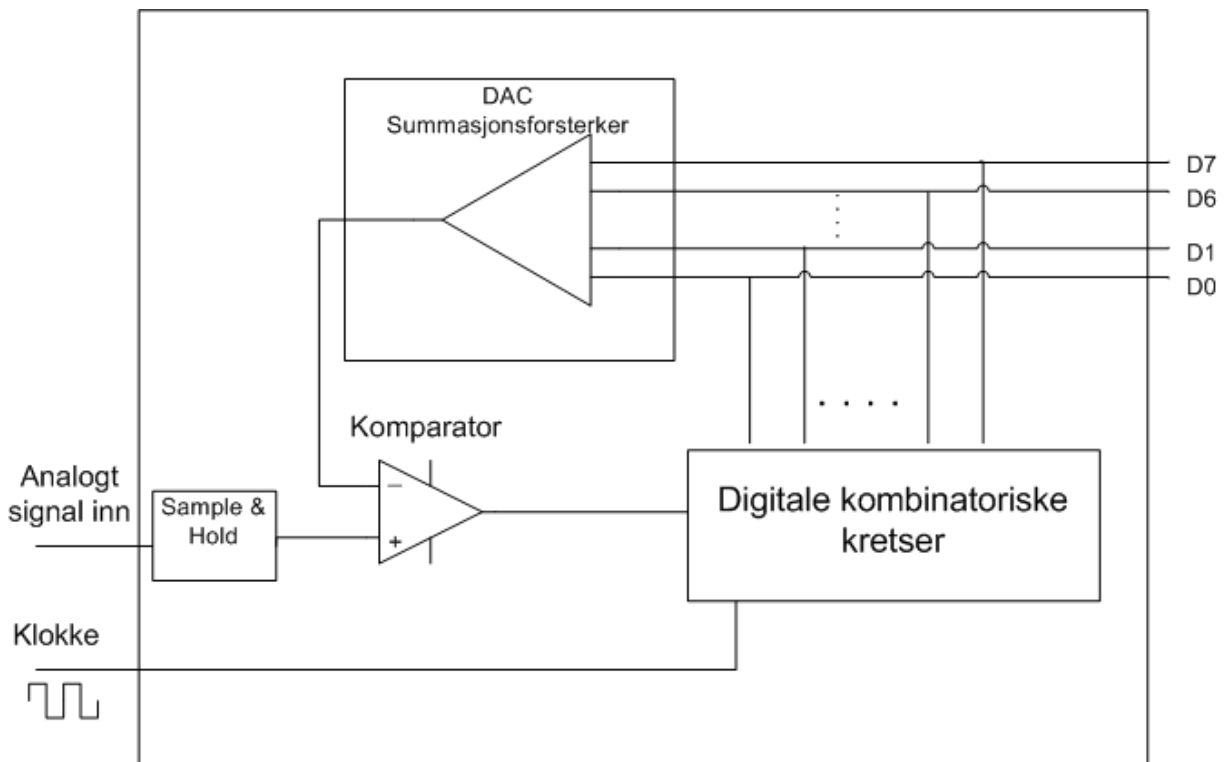 DAC
Summasjonsforsterker
D7
D6
D1
D0
Komparator
Analogt
signal inn
Sample &
Hold
−
+
Digitale kombinatoriske
kretser
Klokke